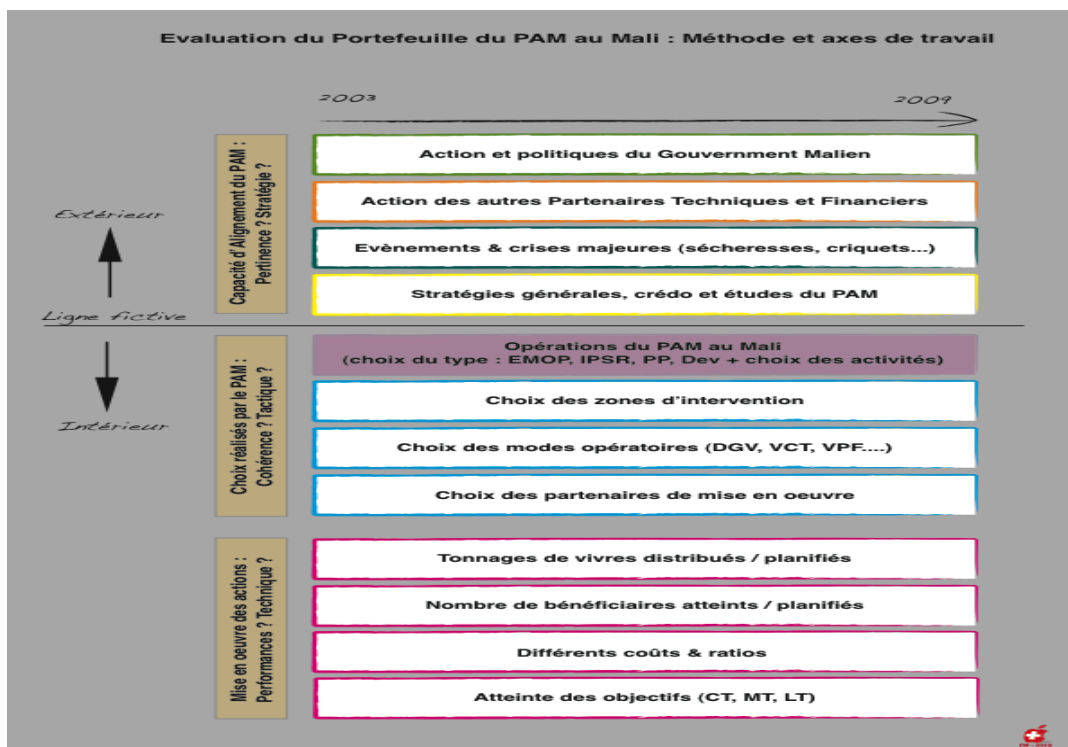 Evaluation du Portefeuille du PAM au Mali : Méthode et axes de travail
2003
2009
Capacité d'Alignement du PAM :
Pertinence ? Stratégie ?
Action et politiques du Gouvernment Malien
Action des autres Partenaires Techniques et Financiers
Evènements & crises majeures (sécheresses, criquets...)
Stratégies générales, crédo et études du PAM
Extérieur
Ligne fictive
Intérieur
Choix réalisés par le PAM :
Cohérence ? Tactique ?
Opérations du PAM au Mali
(choix du type : EMOP, IPSR, PP, Dev + choix des activités)
Choix des zones d'intervention
Choix des modes opératoires (DGV, VCT, VPF....)
Choix des partenaires de mise en oeuvre
Mise en oeuvre des actions :
Performances ? Technique ?
Tonnages de vivres distribués / planifiés
Nombre de bénéficiaires atteints / planifiés
Différents coûts & ratios
Atteinte des objectifs (CT, MT, LT)